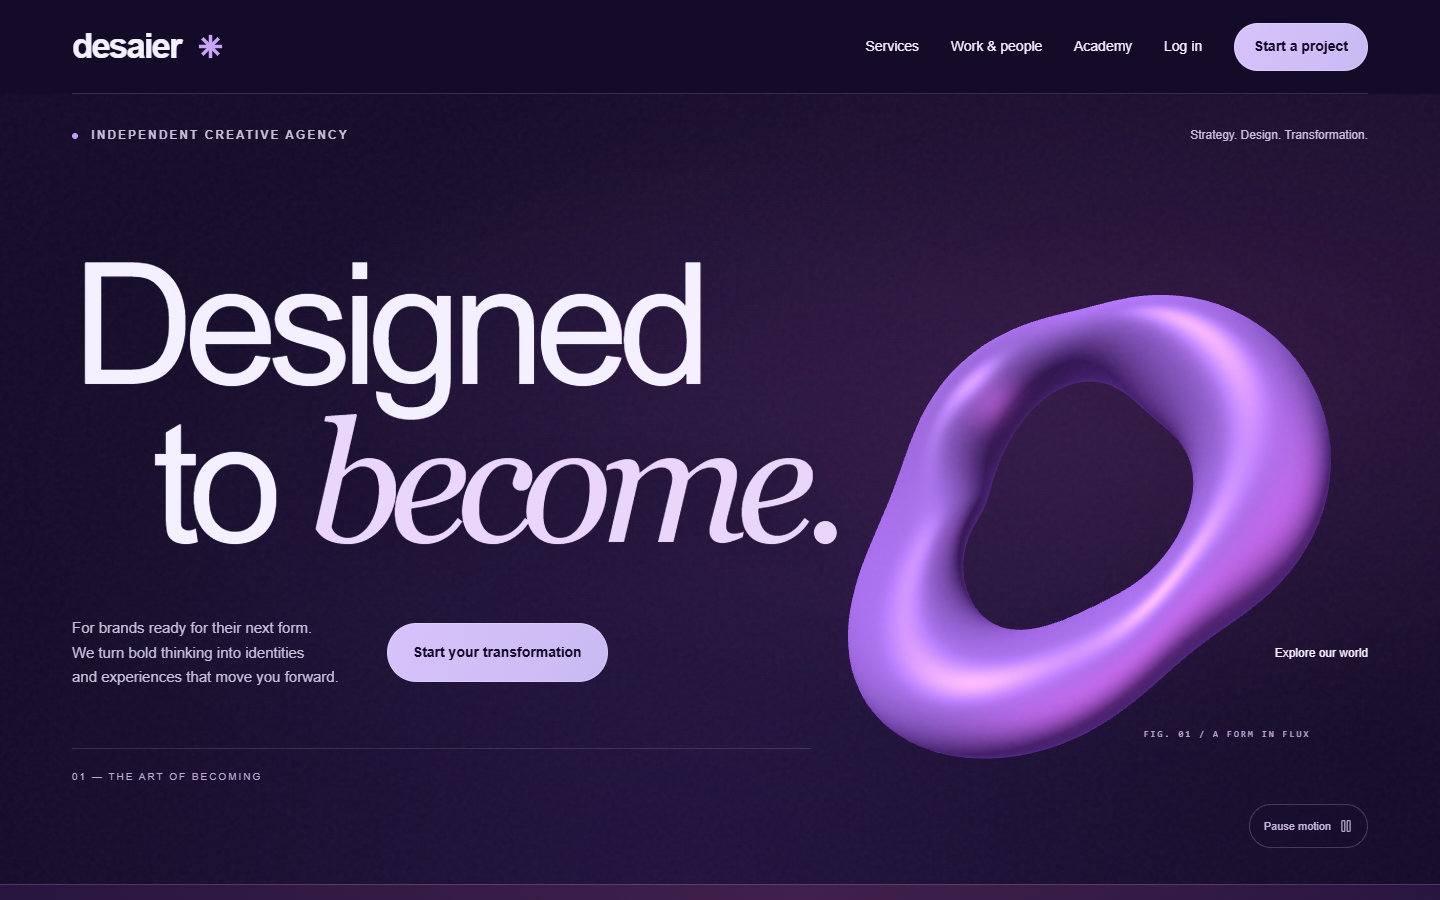 desaier
Services
Work & people
Academy
Log in
Start a project
INDEPENDENT CREATIVE AGENCY
Strategy. Design. Transformation.
Designed
to become.
For brands ready for their next form.
We turn bold thinking into identities
and experiences that move you forward.
Start your transformation
Explore our world
FIG. 01 / A FORM IN FLUX
01 — THE ART OF BECOMING
Pause motion